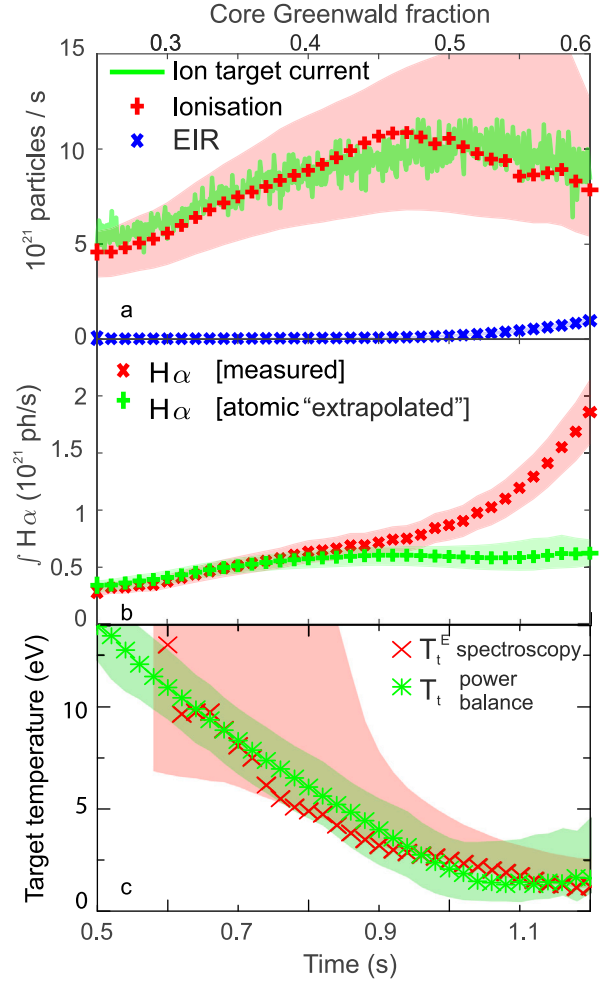 Core Greenwald fraction
0.3 0.4 0.5 0.6
15
Ion target current
Ionisation
EIR
10
5
0
10²¹ particles / s
a
Hα [measured]
Hα [atomic “extrapolated”]
2
1.5
1
0.5
0
∫ Hα (10²¹ ph/s)
b
T_t^E spectroscopy
T_t power
balance
10
5
0
Target temperature (eV)
c
0.5 0.7 0.9 1.1
Time (s)